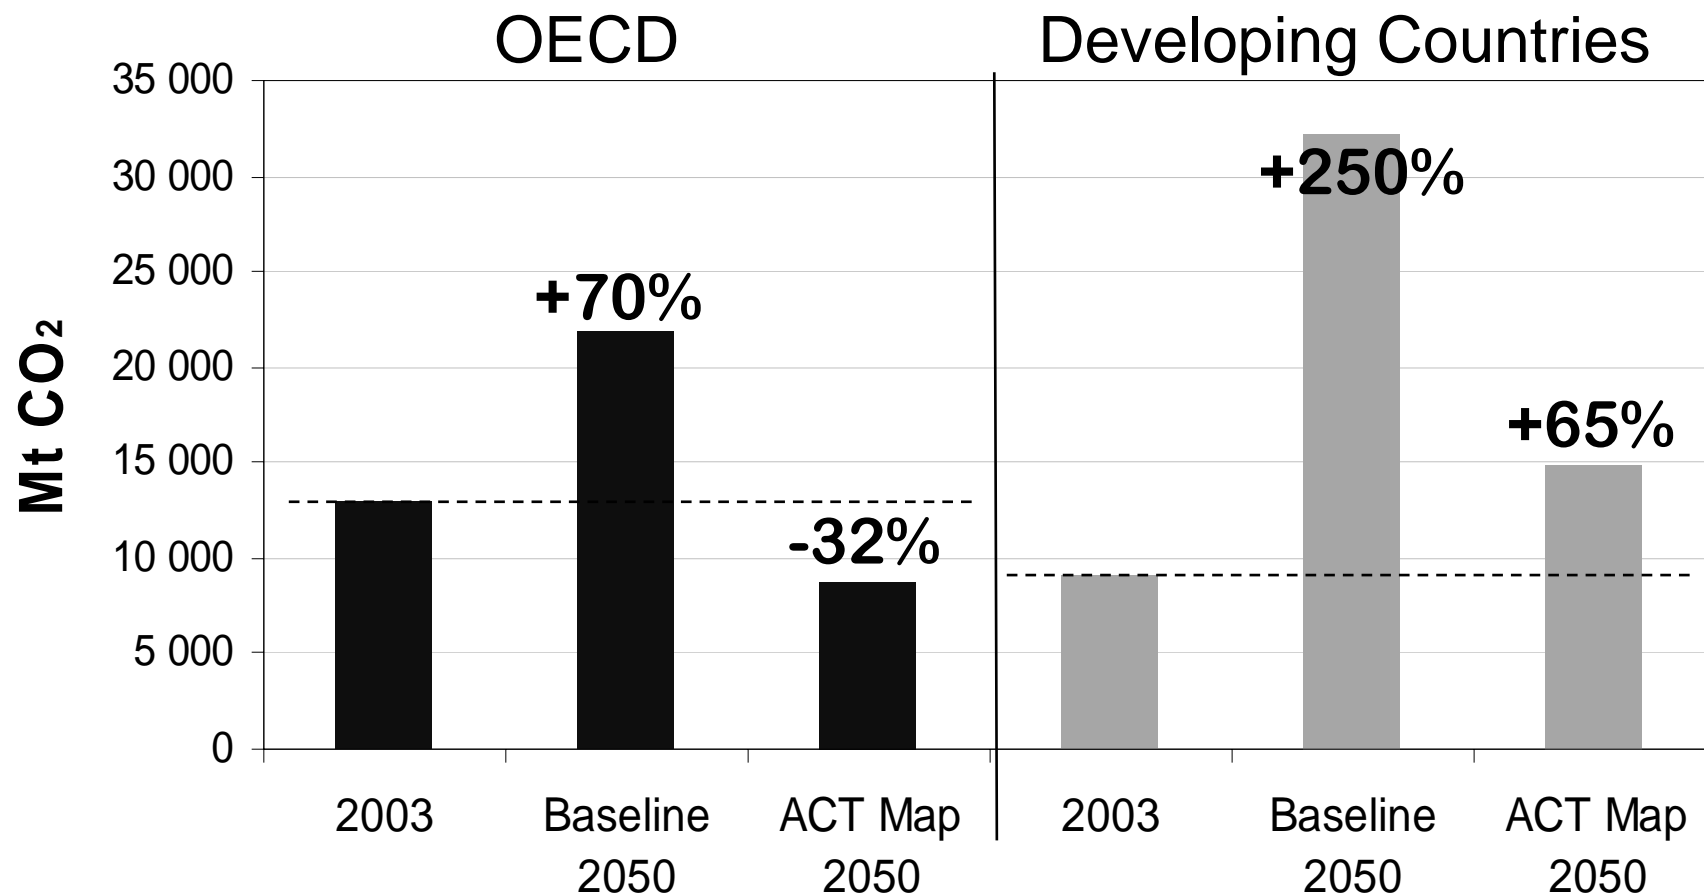 OECD
Developing Countries
35 000
30 000
25 000
20 000
15 000
10 000
5 000
0
Mt CO₂
+70%
-32%
+250%
+65%
2003
Baseline
2050
ACT Map
2050
2003
Baseline
2050
ACT Map
2050